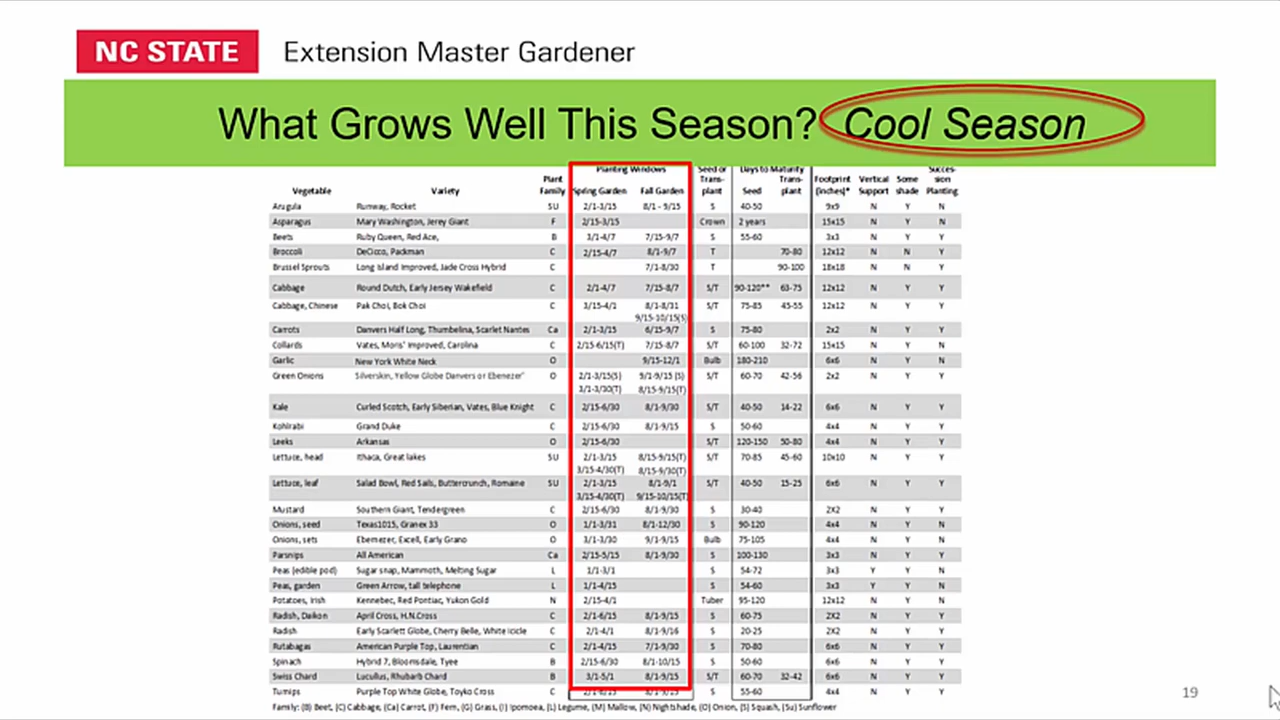 NC STATE Extension Master Gardener
What Grows Well This Season? Cool Season
Planting Windows Seed or Days to Maturity Succes-
Plant Trans- Trans- Footprint Vertical Some sion
Vegetable Variety Family Spring Garden Fall Garden plant Seed plant (inches)* Support shade Planting
Arugula Runway, Rocket SU 2/1-3/15 8/1 - 9/15 S 40-50 9x9 N Y N
Asparagus Mary Washington, Jerey Giant F 2/15-3/15 Crown 2 years 15x15 N Y N
Beets Ruby Queen, Red Ace, B 3/1-4/7 7/15-9/7 S 55-60 3x3 N Y Y
Broccoli DeCicco, Packman C 2/15-4/7 8/1-9/7 T 70-80 12x12 N N Y
Brussel Sprouts Long Island Improved, Jade Cross Hybrid C 7/1-8/30 T 90-100 18x18 N N Y
Cabbage Round Dutch, Early Jersey Wakefield C 2/1-4/7 7/15-8/7 S/T 90-120** 63-75 12x12 N Y Y
Cabbage, Chinese Pak Choi, Bok Choi C 3/15-4/1 8/1-8/31 S/T 75-85 45-55 12x12 N Y Y
9/15-10/15(S)
Carrots Danvers Half Long, Thumbelina, Scarlet Nantes Ca 2/1-3/15 6/15-9/7 S 75-80 2x2 N Y Y
Collards Vates, Morris' Improved, Carolina C 2/15-6/15(T) 7/15-8/7 S/T 60-100 32-72 15x15 N Y N
Garlic New York White Neck O 9/15-12/1 Bulb 180-210 6x6 N Y N
Green Onions Silverskin, Yellow Globe Danvers or Ebenezer' O 2/1-3/15(S) 9/1-9/15 (S) S/T 60-70 42-56 2x2 N Y Y
3/1-3/30(T) 8/15-9/15(T)
Kale Curled Scotch, Early Siberian, Vates, Blue Knight C 2/15-6/30 8/1-9/30 S/T 40-50 14-22 6x6 N Y Y
Kohlrabi Grand Duke C 2/15-6/30 8/1-9/15 S 50-60 4x4 N Y Y
Leeks Arkansas O 2/15-6/30 S/T 120-150 50-80 4x4 N Y Y
Lettuce, head Ithaca, Great lakes SU 2/1-3/15 8/15-9/15(T) S/T 70-85 45-60 10x10 N Y Y
3/15-4/30(T) 8/15-9/30(T)
Lettuce, leaf Salad Bowl, Red Sails, Buttercrunch, Romaine SU 2/1-3/15 8/1-9/1 S/T 40-50 15-25 6x6 N Y Y
3/15-4/30(T) 9/15-10/15(T)
Mustard Southern Giant, Tendergreen C 2/15-6/30 8/1-9/30 S 30-40 2X2 N Y Y
Onions, seed Texas1015, Granex 33 O 1/1-3/31 8/1-12/30 S 90-120 4x4 N Y N
Onions, sets Ebenezer, Excell, Early Grano O 3/1-3/30 9/1-9/15 Bulb 75-105 4x4 N Y Y
Parsnips All American Ca 2/15-5/15 8/1-9/30 S 100-130 3x3 N Y Y
Peas (edible pod) Sugar snap, Mammoth, Melting Sugar L 1/1-3/1 S 54-72 3x3 Y Y N
Peas, garden Green Arrow, tall telephone L 1/1-4/15 S 54-60 3x3 Y Y N
Potatoes, Irish Kennebec, Red Pontiac, Yukon Gold N 2/15-4/1 Tuber 95-120 12x12 N Y N
Radish, Daikon April Cross, H.N.Cross C 2/1-6/15 8/1-9/15 S 60-75 2X2 N Y Y
Radish Early Scarlett Globe, Cherry Belle, White Icicle C 2/1-4/1 8/1-9/16 S 20-25 2X2 N Y Y
Rutabagas American Purple Top, Laurentian C 2/1-4/15 7/1-9/30 S 70-80 6x6 N Y Y
Spinach Hybrid 7, Bloomsdale, Tyee B 2/15-6/30 8/1-10/15 S 50-60 6x6 N Y Y
Swiss Chard Lucullus, Rhubarb Chard B 3/1-5/1 8/1-9/15 S/T 60-70 32-42 6x6 N Y Y
Turnips Purple Top White Globe, Toyko Cross C 8/1-9/15 S 55-60 4x4 N Y Y
Family: (B) Beet, (C) Cabbage, (Ca) Carrot, (F) Fern, (G) Grass, (I) Ipomoea, (L) Legume, (M) Mallow, (N) Nightshade, (O) Onion, (S) Squash, (Su) Sunflower
19